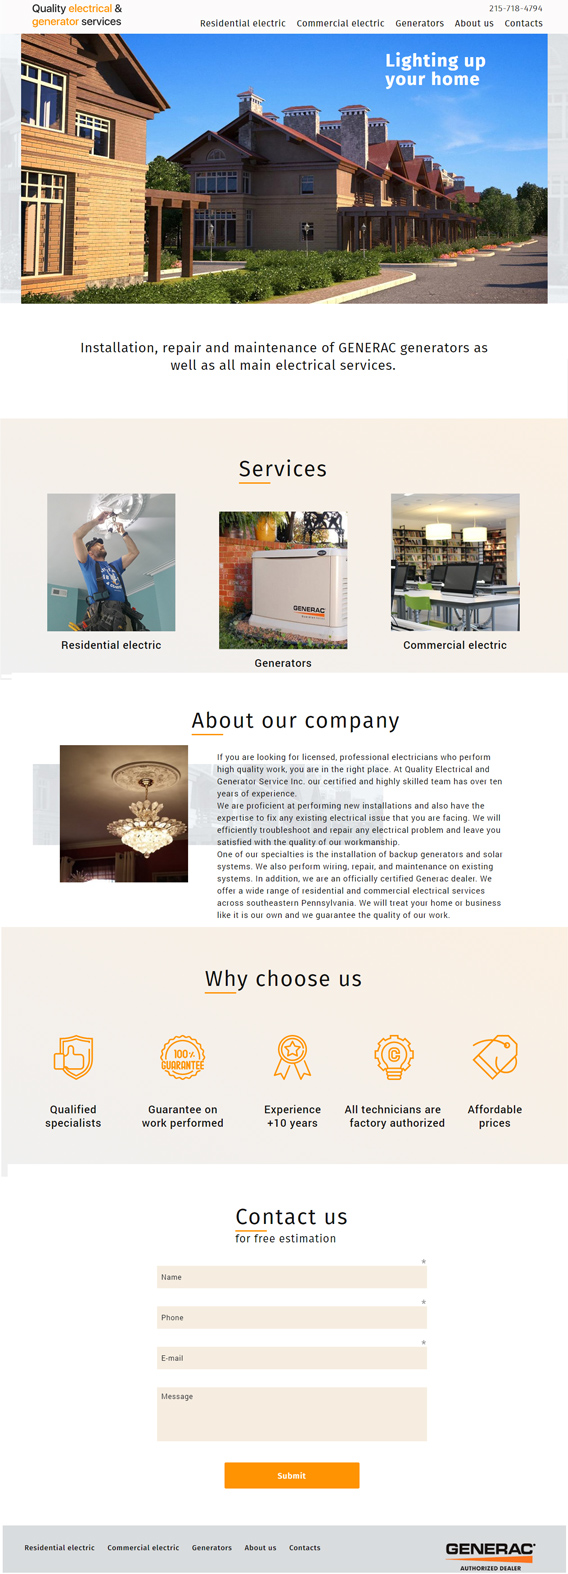 Quality electrical &
generator services
215-718-4794
Residential electric Commercial electric Generators About us Contacts
Lighting up
your home
Installation, repair and maintenance of GENERAC generators as
well as all main electrical services.
Services
GENERAC
Residential electric
Generators
Commercial electric
About our company
If you are looking for licensed, professional electricians who perform
high quality work, you are in the right place. At Quality Electrical and
Generator Service Inc. our certified and highly skilled team has over ten
years of experience.
We are proficient at performing new installations and also have the
expertise to fix any existing electrical issue that you are facing. We will
efficiently troubleshoot and repair any electrical problem and leave you
satisfied with the quality of our workmanship.
One of our specialties is the installation of backup generators and solar
systems. We also perform wiring, repair, and maintenance on existing
systems. In addition, we are an officially certified Generac dealer. We
offer a wide range of residential and commercial electrical services
across southeastern Pennsylvania. We will treat your home or business
like it is our own and we guarantee the quality of our work.
Why choose us
100%
GUARANTEE
C
Qualified
specialists
Guarantee on
work performed
Experience
+10 years
All technicians are
factory authorized
Affordable
prices
Contact us
for free estimation
*
Name
*
Phone
*
E-mail
Message
Submit
Residential electric Commercial electric Generators About us Contacts
GENERAC
AUTHORIZED DEALER